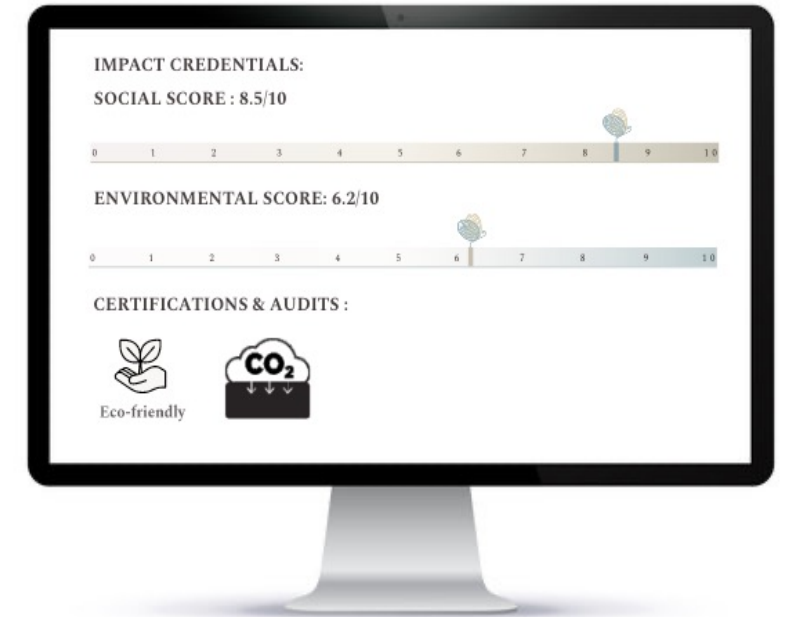 IMPACT CREDENTIALS:
SOCIAL SCORE : 8.5/10
0 1 2 3 4 5 6 7 8 9 10
ENVIRONMENTAL SCORE: 6.2/10
0 1 2 3 4 5 6 7 8 9 10
CERTIFICATIONS & AUDITS :
CO₂
Eco-friendly